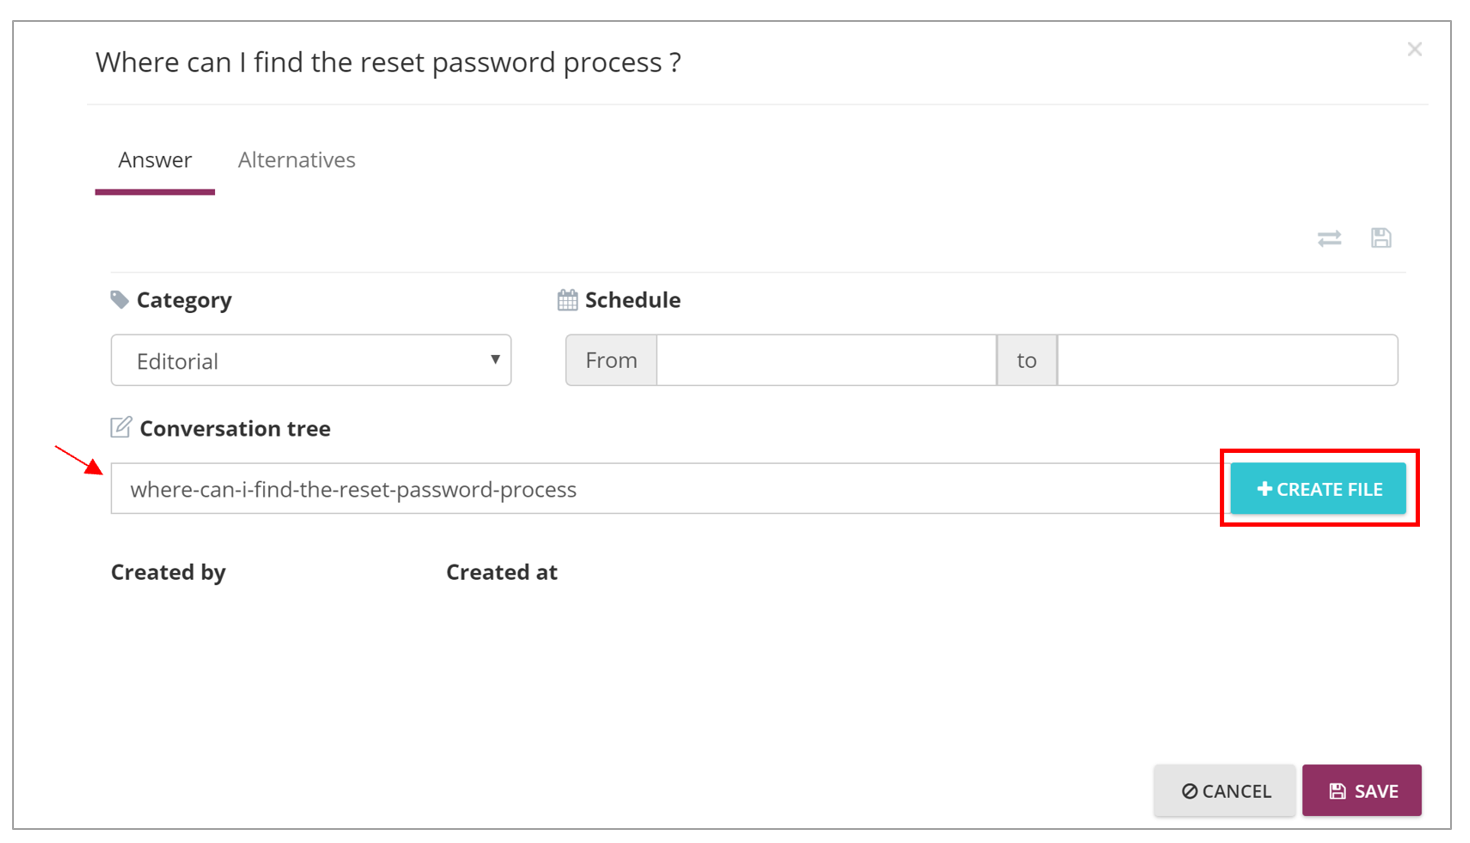 Where can I find the reset password process ?
Answer Alternatives
Category Schedule
Editorial From to
Conversation tree
where-can-i-find-the-reset-password-process CREATE FILE
Created by Created at
CANCEL SAVE